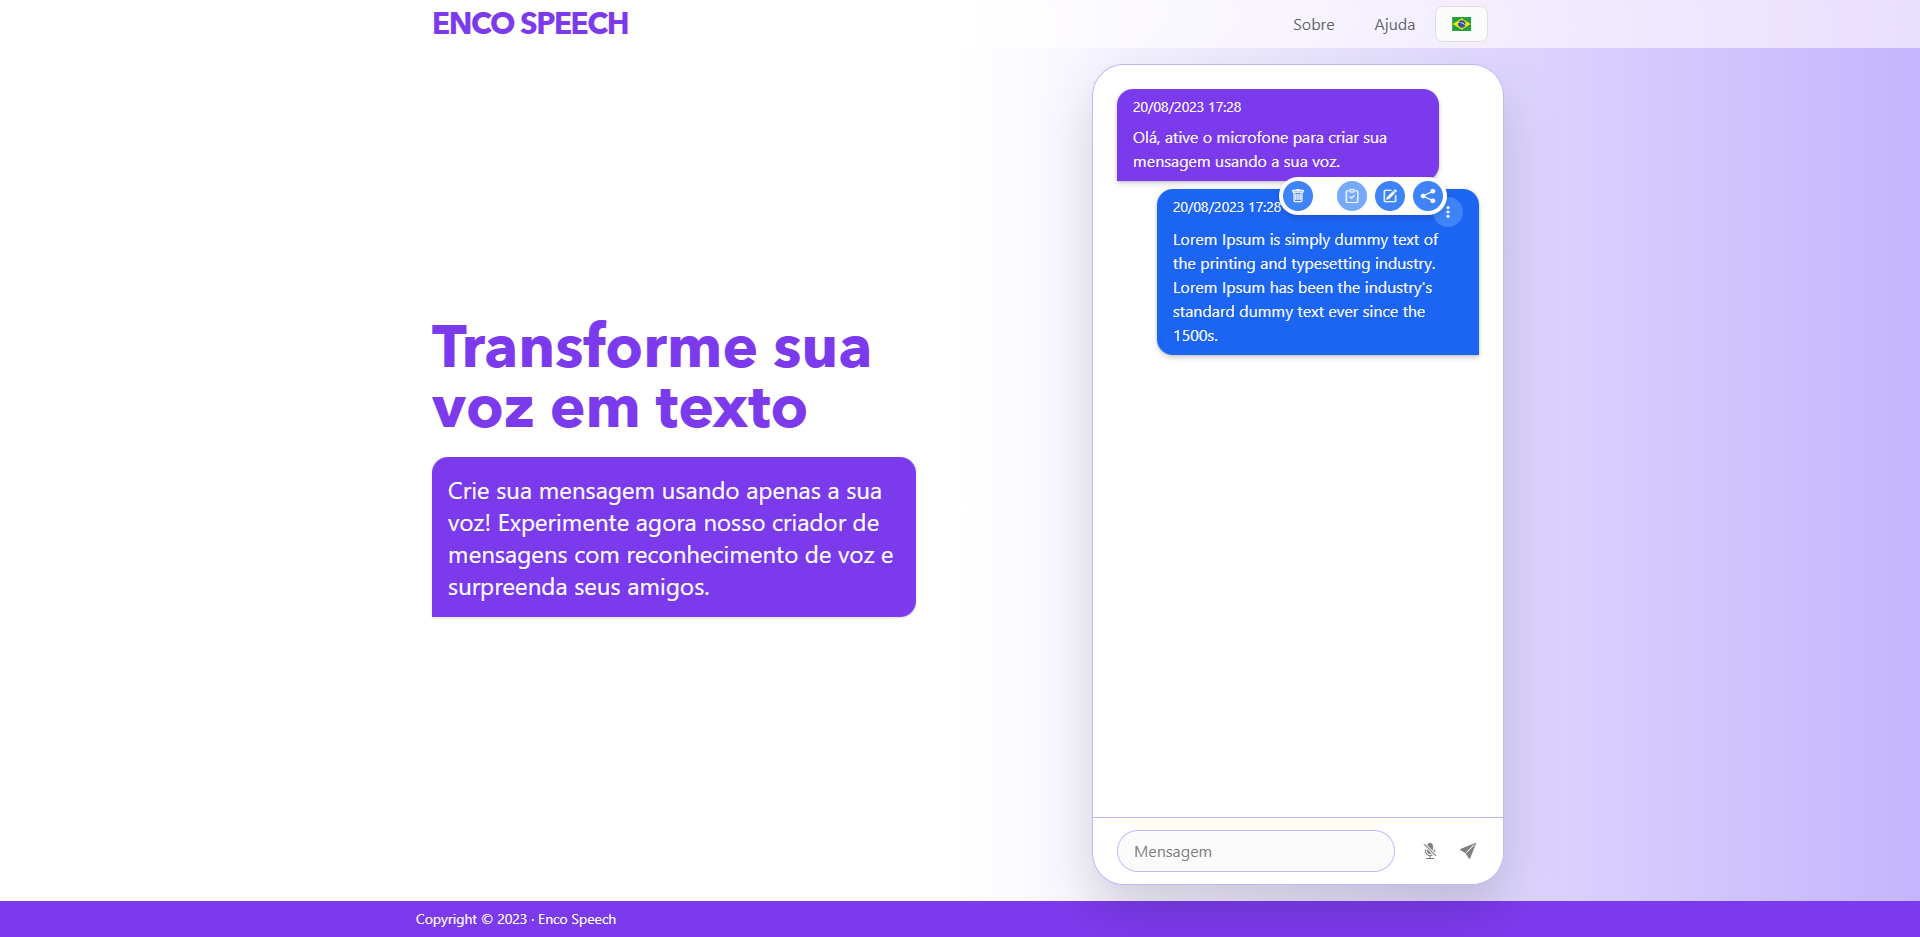 ENCO SPEECH
Sobre
Ajuda
Transforme sua
voz em texto
Crie sua mensagem usando apenas a sua
voz! Experimente agora nosso criador de
mensagens com reconhecimento de voz e
surpreenda seus amigos.
20/08/2023 17:28
Olá, ative o microfone para criar sua
mensagem usando a sua voz.
20/08/2023 17:28
Lorem Ipsum is simply dummy text of
the printing and typesetting industry.
Lorem Ipsum has been the industry's
standard dummy text ever since the
1500s.
Mensagem
Copyright © 2023 · Enco Speech